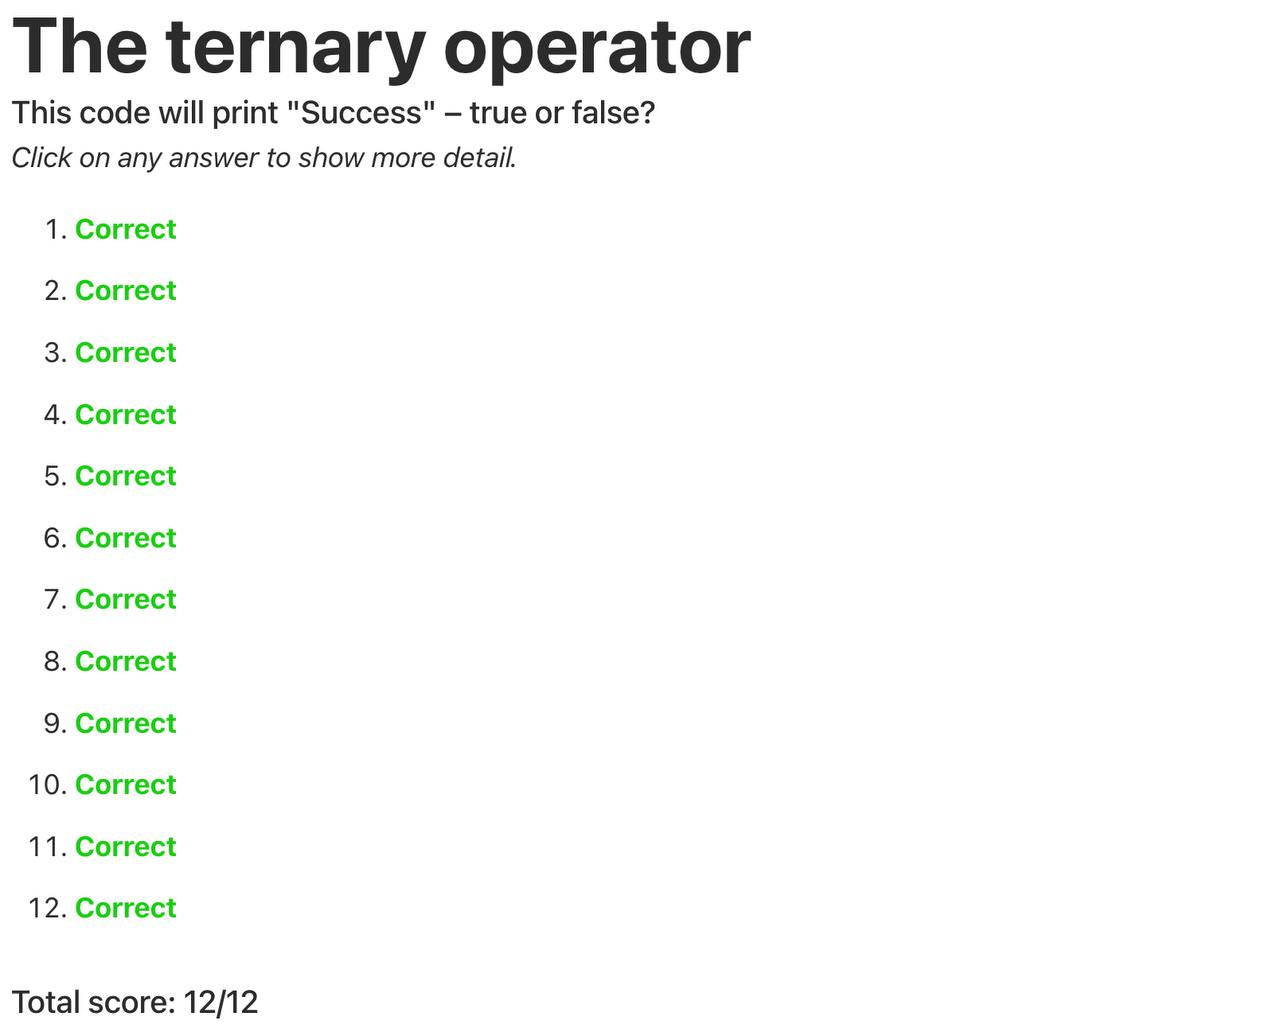 The ternary operator
This code will print "Success" – true or false?
Click on any answer to show more detail.
1. Correct
2. Correct
3. Correct
4. Correct
5. Correct
6. Correct
7. Correct
8. Correct
9. Correct
10. Correct
11. Correct
12. Correct
Total score: 12/12